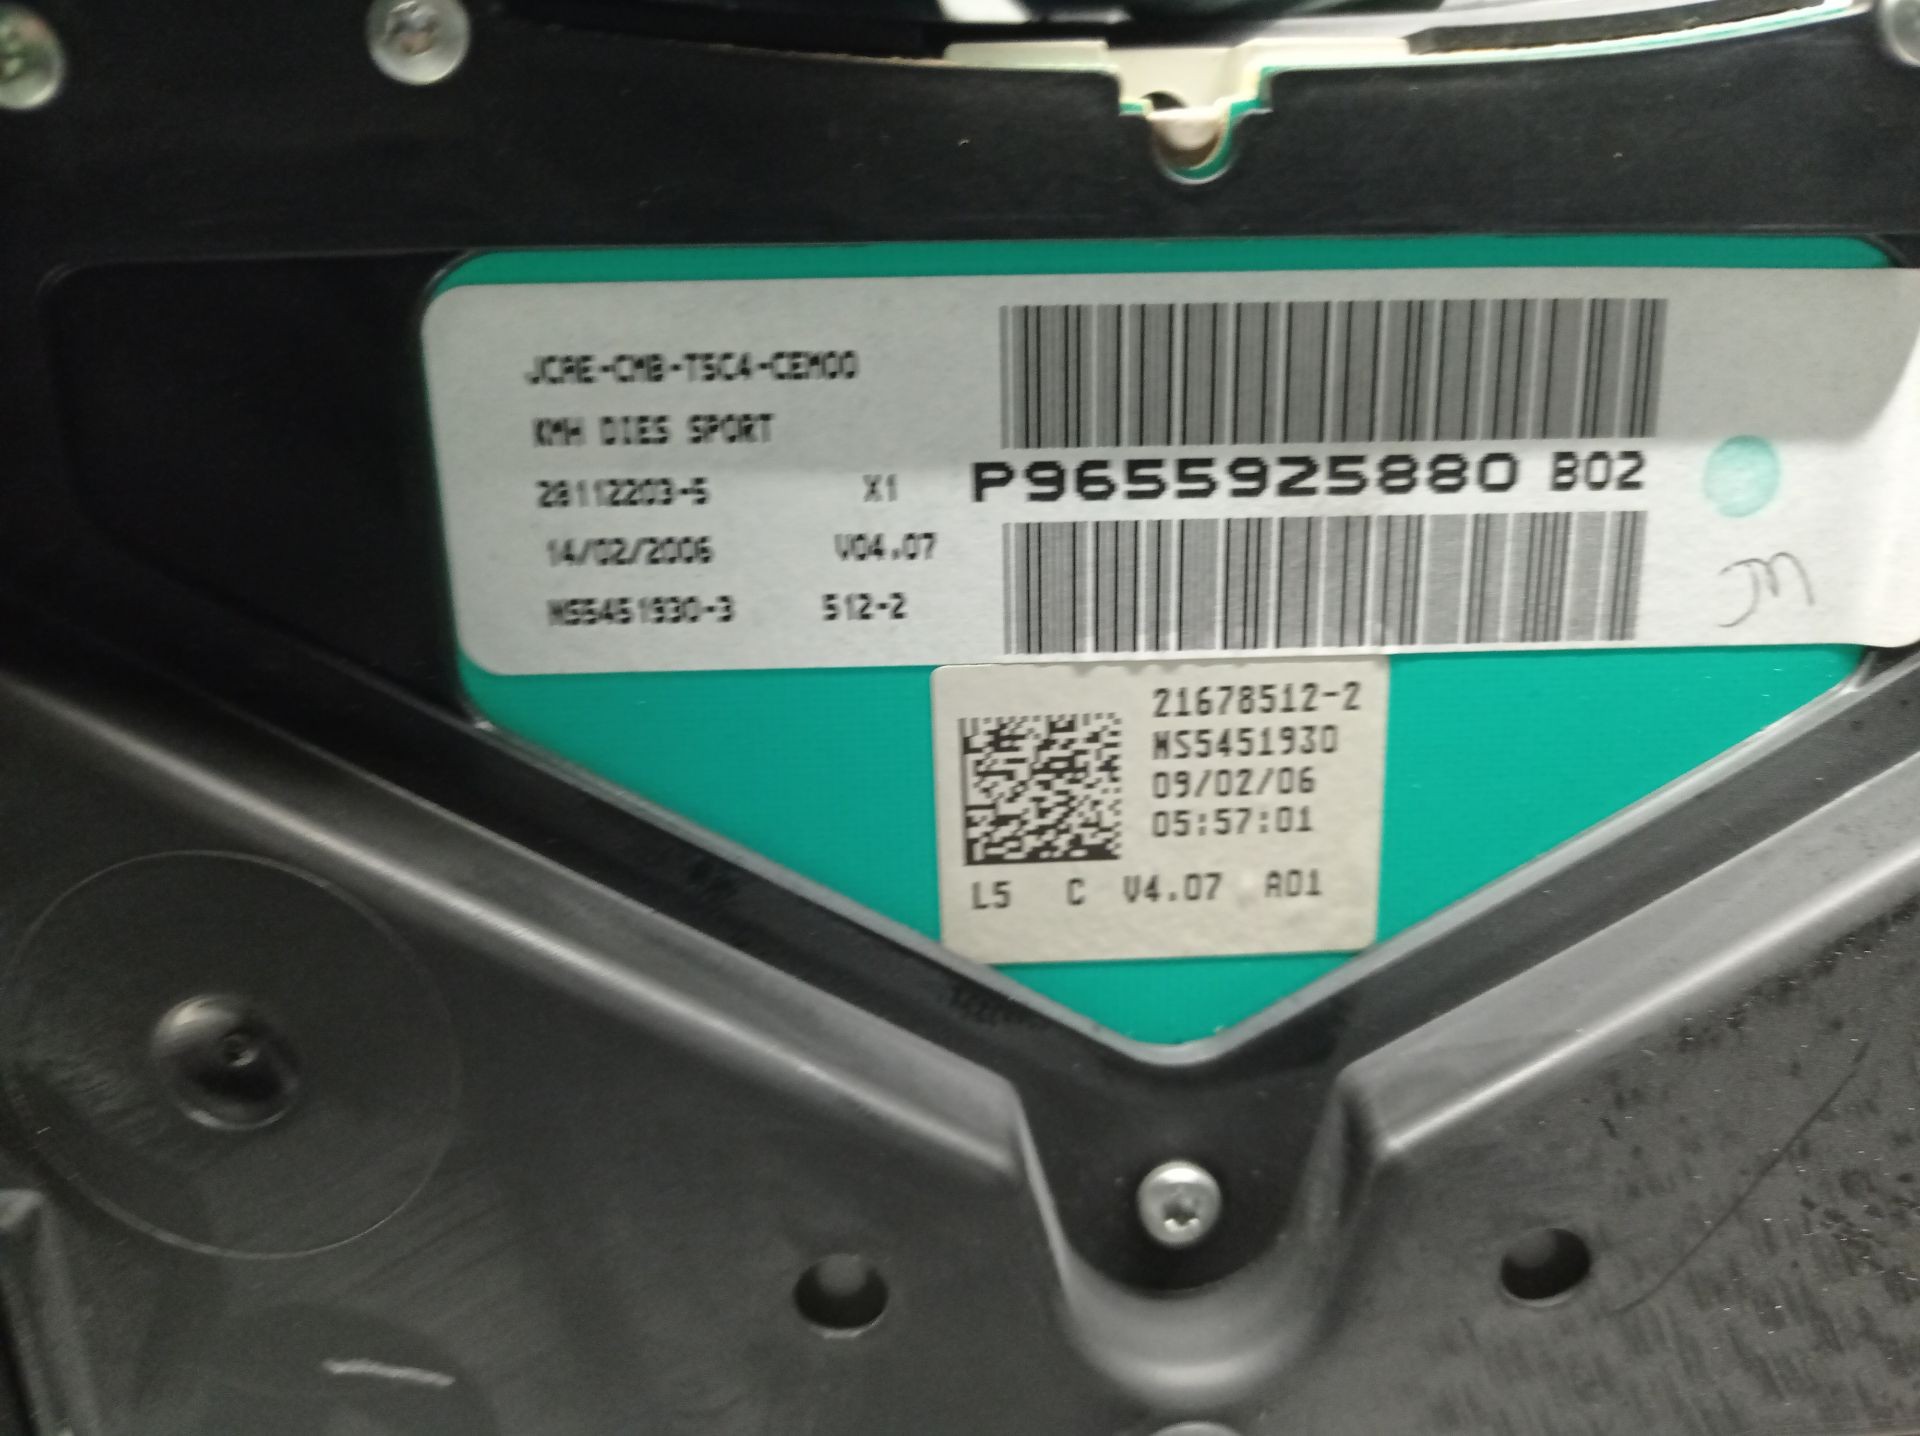 JCAE-CMB-T5C4-CEM00
KMH DIES SPORT
28112203-5 X1
14/02/2006 V04.07
MS5451930-3 512-2
P9655925880 B02
JM
21678512-2
MS5451930
09/02/06
05:57:01
L5 C V4.07 A01